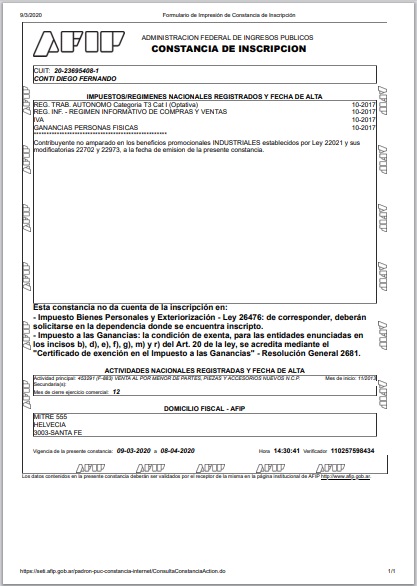 9/3/2020 Formulario de Impresión de Constancia de Inscripción
AFIP
ADMINISTRACION FEDERAL DE INGRESOS PUBLICOS
CONSTANCIA DE INSCRIPCION
CUIT: 20-23695408-1
CONTI DIEGO FERNANDO
IMPUESTOS/REGIMENES NACIONALES REGISTRADOS Y FECHA DE ALTA
REG. TRAB. AUTONOMO Categoria T3 Cat I (Optativa) 10-2017
REG. INF. - REGIMEN INFORMATIVO DE COMPRAS Y VENTAS 10-2017
IVA 10-2017
GANANCIAS PERSONAS FISICAS 10-2017
Contribuyente no amparado en los beneficios promocionales INDUSTRIALES establecidos por Ley 22021 y sus
modificatorias 22702 y 22973, a la fecha de emision de la presente constancia.
Esta constancia no da cuenta de la inscripción en:
- Impuesto Bienes Personales y Exteriorización - Ley 26476: de corresponder, deberán
solicitarse en la dependencia donde se encuentra inscripto.
- Impuesto a las Ganancias: la condición de exenta, para las entidades enunciadas en
los incisos b), d), e), f), g), m) y r) del Art. 20 de la ley, se acredita mediante el
"Certificado de exención en el Impuesto a las Ganancias" - Resolución General 2681.
ACTIVIDADES NACIONALES REGISTRADAS Y FECHA DE ALTA
Actividad principal: 453291 (F-883) VENTA AL POR MENOR DE PARTES, PIEZAS Y ACCESORIOS NUEVOS N.C.P. Mes de inicio: 11/2013
Secundaria(s):
Mes de cierre ejercicio comercial: 12
DOMICILIO FISCAL - AFIP
MITRE 555
HELVECIA
3003-SANTA FE
Vigencia de la presente constancia: 09-03-2020 a 08-04-2020 Hora 14:30:41 Verificador 110257598434
AFIP AFIP AFIP AFIP AFIP
Los datos contenidos en la presente constancia deberán ser validados por el receptor de la misma en la página institucional de AFIP http://www.afip.gob.ar.
https://seti.afip.gob.ar/padron-puc-constancia-internet/ConsultaConstanciaAction.do 1/1